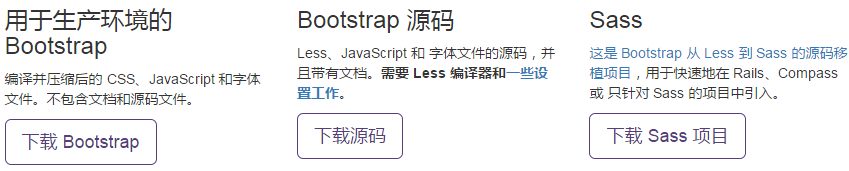 用于生产环境的
Bootstrap
编译并压缩后的 CSS、JavaScript 和字体
文件。不包含文档和源码文件。
下载 Bootstrap
Bootstrap 源码
Less、JavaScript 和 字体文件的源码，并
且带有文档。需要 Less 编译器和一些设
置工作。
下载源码
Sass
这是 Bootstrap 从 Less 到 Sass 的源码移
植项目，用于快速地在 Rails、Compass
或 只针对 Sass 的项目中引入。
下载 Sass 项目